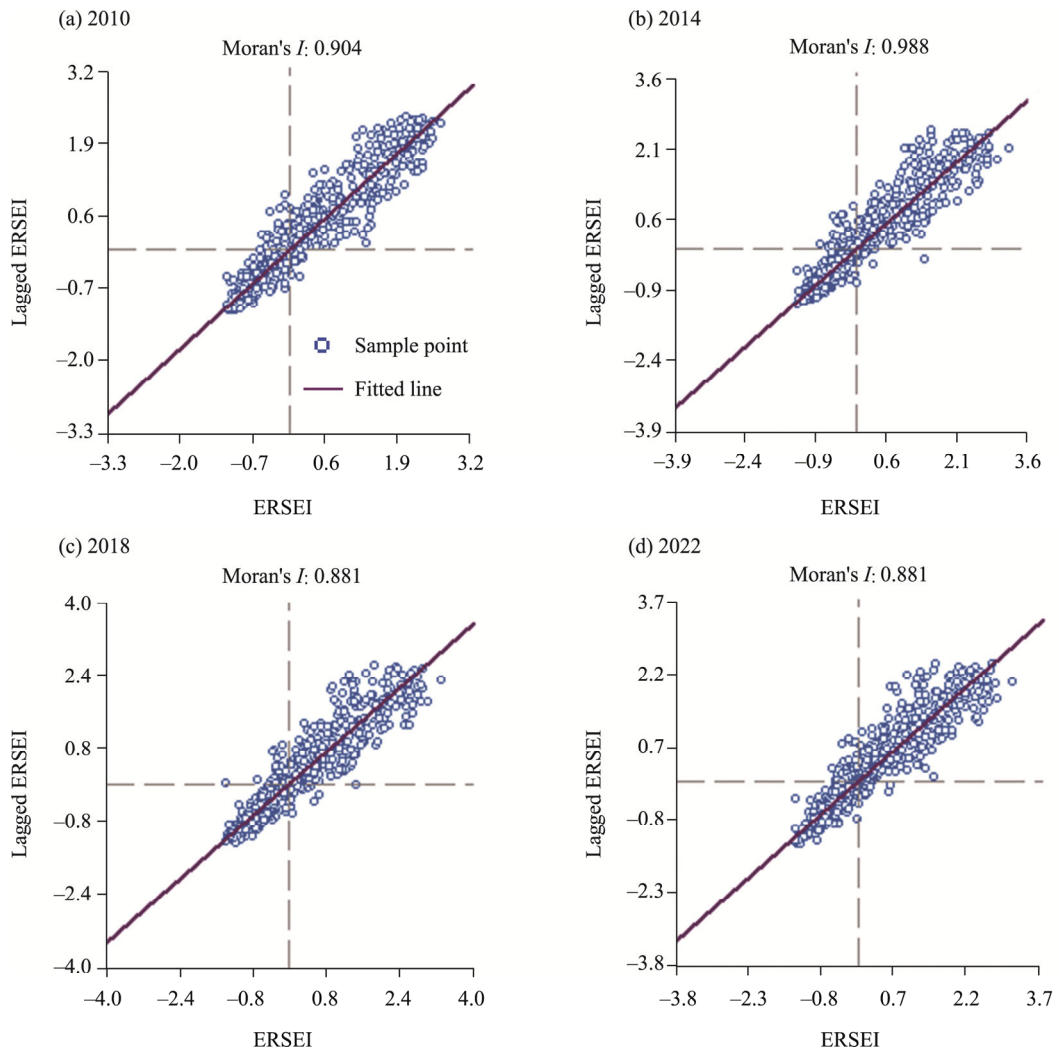 (a) 2010
Moran's I: 0.904
3.2
1.9
0.6
−0.7
−2.0
−3.3
Lagged ERSEI
Sample point
Fitted line
−3.3 −2.0 −0.7 0.6 1.9 3.2
ERSEI
(b) 2014
Moran's I: 0.988
3.6
2.1
0.6
−0.9
−2.4
−3.9
Lagged ERSEI
−3.9 −2.4 −0.9 0.6 2.1 3.6
ERSEI
(c) 2018
Moran's I: 0.881
4.0
2.4
0.8
−0.8
−2.4
−4.0
Lagged ERSEI
−4.0 −2.4 −0.6 0.8 2.4 4.0
ERSEI
(d) 2022
Moran's I: 0.881
3.7
2.2
0.7
−0.8
−2.3
−3.8
Lagged ERSEI
−3.8 −2.3 −0.8 0.7 2.2 3.7
ERSEI